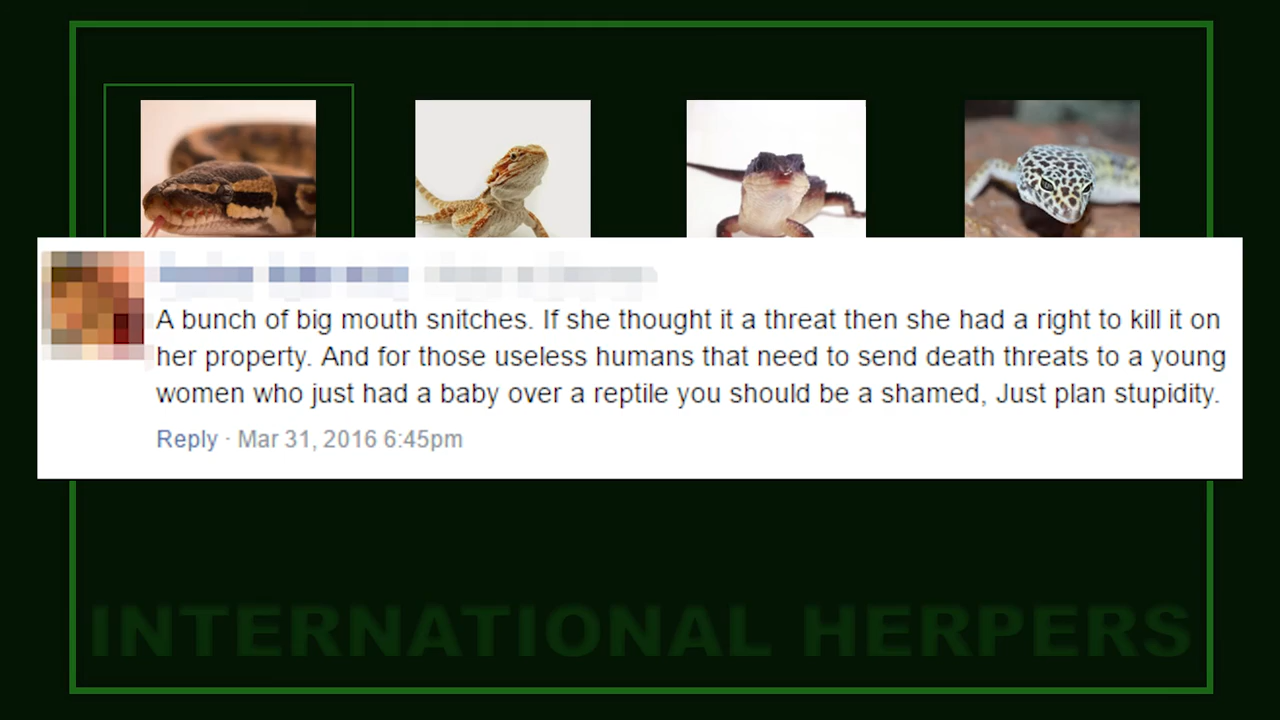 A bunch of big mouth snitches. If she thought it a threat then she had a right to kill it on
her property. And for those useless humans that need to send death threats to a young
women who just had a baby over a reptile you should be a shamed, Just plan stupidity.
Reply · Mar 31, 2016 6:45pm
INTERNATIONAL HERPERS